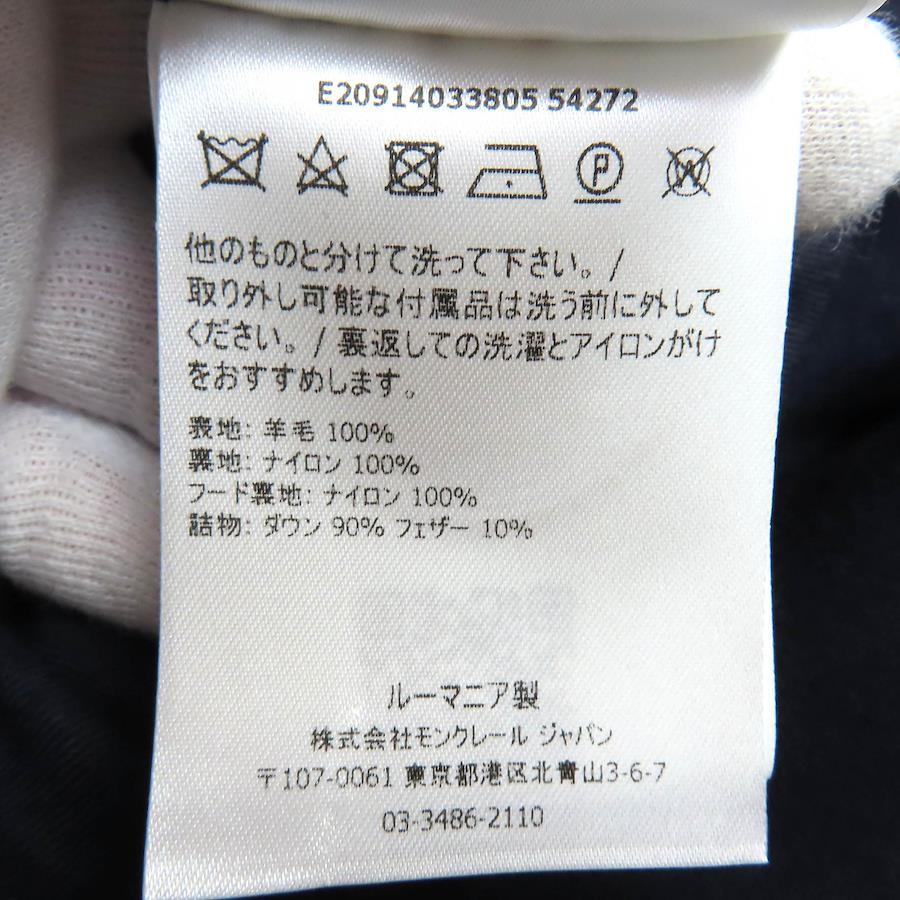 E20914033805 54272
P W
他のものと分けて洗って下さい。/
取り外し可能な付属品は洗う前に外して
ください。/ 裏返しての洗濯とアイロンがけ
をおすすめします。
表地: 羊毛 100%
裏地: ナイロン 100%
フード裏地: ナイロン 100%
詰物: ダウン 90% フェザー 10%
ルーマニア製
株式会社モンクレール ジャパン
〒107-0061 東京都港区北青山3-6-7
03-3486-2110